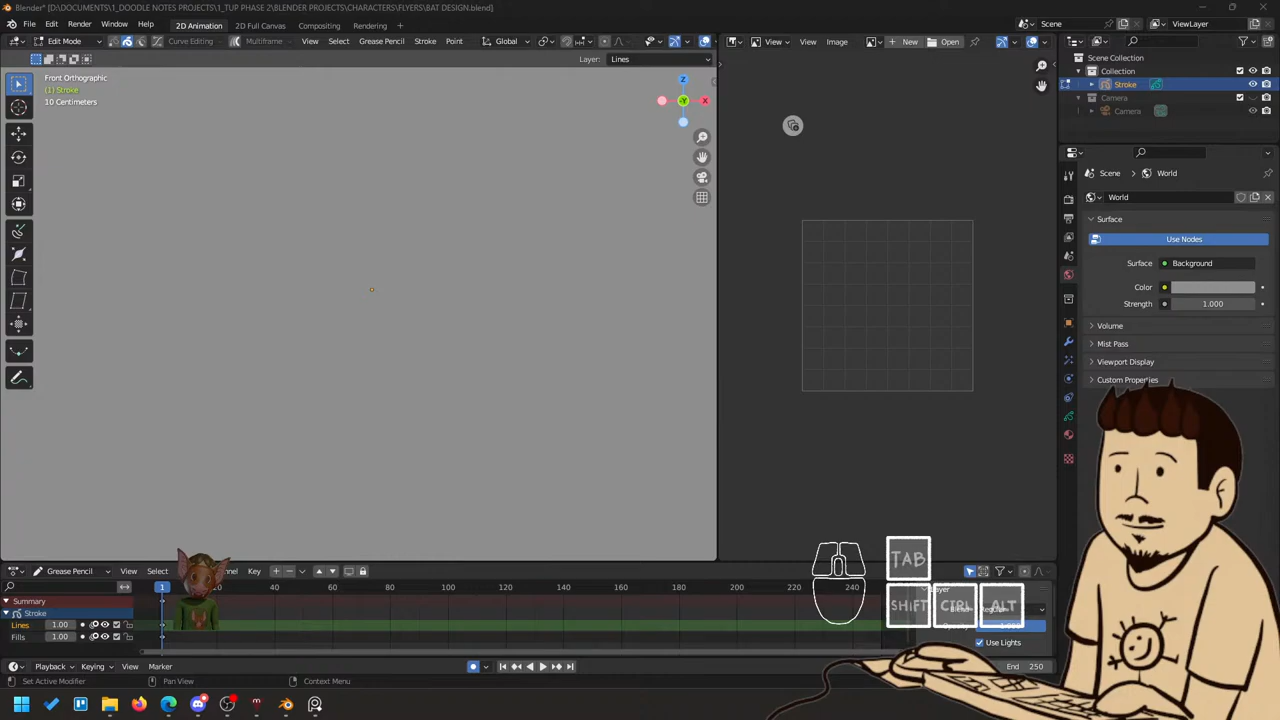 Blender* [D:\DOCUMENTS\1_DOODLE NOTES PROJECTS\1_TUP PHASE 2\BLENDER PROJECTS\CHARACTERS\FLYERS\BAT DESIGN.blend]
File Edit Render Window Help 2D Animation 2D Full Canvas Compositing Rendering Scene ViewLayer
Edit Mode Curve Editing Multiframe View Select Grease Pencil Stroke Point Global View View Image New Open
Layer: Lines
Front Orthographic
(1) Stroke
10 Centimeters
Z
-Y
X
Scene Collection
Collection
Stroke
Camera
Camera
Scene World
World
Surface
Use Nodes
Surface Background
Color
Strength 1.000
Volume
Mist Pass
Viewport Display
Custom Properties
TAB
SHIFT CTRL ALT
Grease Pencil View Select Key
1 20 40 60 80 100 120 140 160 180 200 220 240
Summary
Stroke
Lines 1.00
Fills 1.00
Use Lights
Playback Keying View Marker End 250
Set Active Modifier Pan View Context Menu